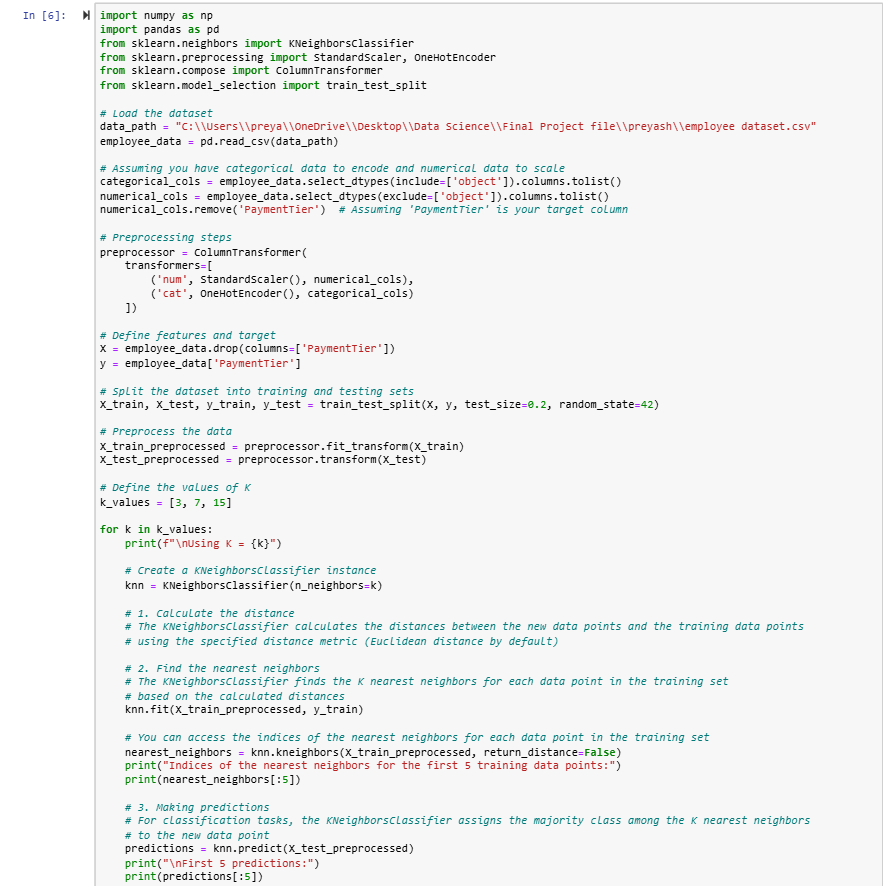 In [6]:
import numpy as np
import pandas as pd
from sklearn.neighbors import KNeighborsClassifier
from sklearn.preprocessing import StandardScaler, OneHotEncoder
from sklearn.compose import ColumnTransformer
from sklearn.model_selection import train_test_split

# Load the dataset
data_path = "C:\\Users\\preya\\OneDrive\\Desktop\\Data Science\\Final Project file\\preyash\\employee dataset.csv"
employee_data = pd.read_csv(data_path)

# Assuming you have categorical data to encode and numerical data to scale
categorical_cols = employee_data.select_dtypes(include=['object']).columns.tolist()
numerical_cols = employee_data.select_dtypes(exclude=['object']).columns.tolist()
numerical_cols.remove('PaymentTier')  # Assuming 'PaymentTier' is your target column

# Preprocessing steps
preprocessor = ColumnTransformer(
    transformers=[
        ('num', StandardScaler(), numerical_cols),
        ('cat', OneHotEncoder(), categorical_cols)
    ])

# Define features and target
X = employee_data.drop(columns=['PaymentTier'])
y = employee_data['PaymentTier']

# Split the dataset into training and testing sets
X_train, X_test, y_train, y_test = train_test_split(X, y, test_size=0.2, random_state=42)

# Preprocess the data
X_train_preprocessed = preprocessor.fit_transform(X_train)
X_test_preprocessed = preprocessor.transform(X_test)

# Define the values of K
k_values = [3, 7, 15]

for k in k_values:
    print(f"\nUsing K = {k}")

    # Create a KNeighborsClassifier instance
    knn = KNeighborsClassifier(n_neighbors=k)

    # 1. Calculate the distance
    # The KNeighborsClassifier calculates the distances between the new data points and the training data points
    # using the specified distance metric (Euclidean distance by default)

    # 2. Find the nearest neighbors
    # The KNeighborsClassifier finds the K nearest neighbors for each data point in the training set
    # based on the calculated distances
    knn.fit(X_train_preprocessed, y_train)

    # You can access the indices of the nearest neighbors for each data point in the training set
    nearest_neighbors = knn.kneighbors(X_train_preprocessed, return_distance=False)
    print("Indices of the nearest neighbors for the first 5 training data points:")
    print(nearest_neighbors[:5])

    # 3. Making predictions
    # For classification tasks, the KNeighborsClassifier assigns the majority class among the K nearest neighbors
    # to the new data point
    predictions = knn.predict(X_test_preprocessed)
    print("\nFirst 5 predictions:")
    print(predictions[:5])